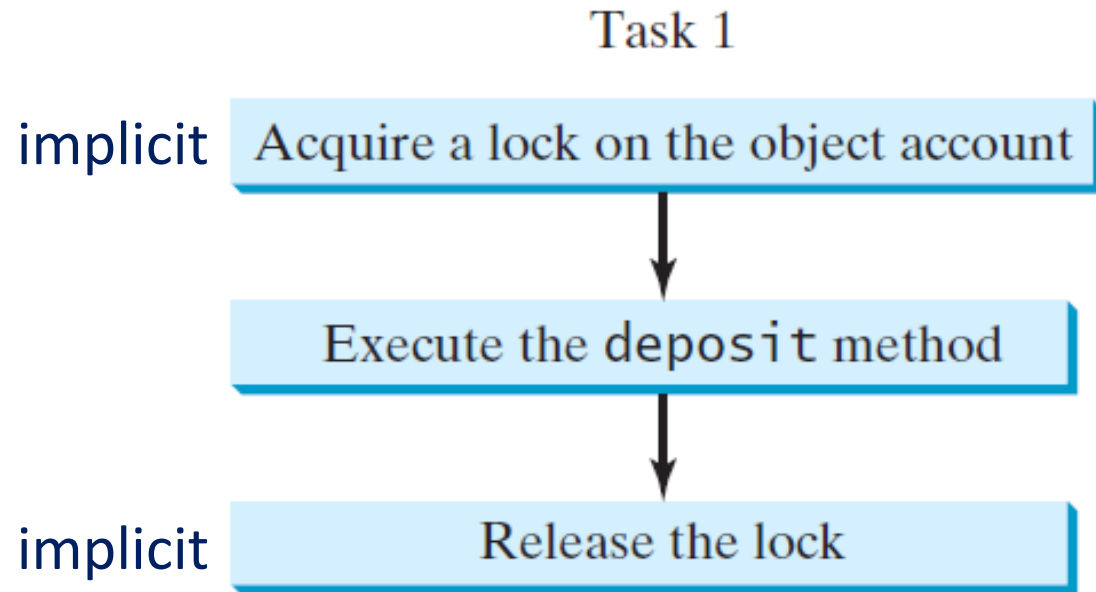 Task 1
implicit Acquire a lock on the object account
Execute the deposit method
implicit Release the lock